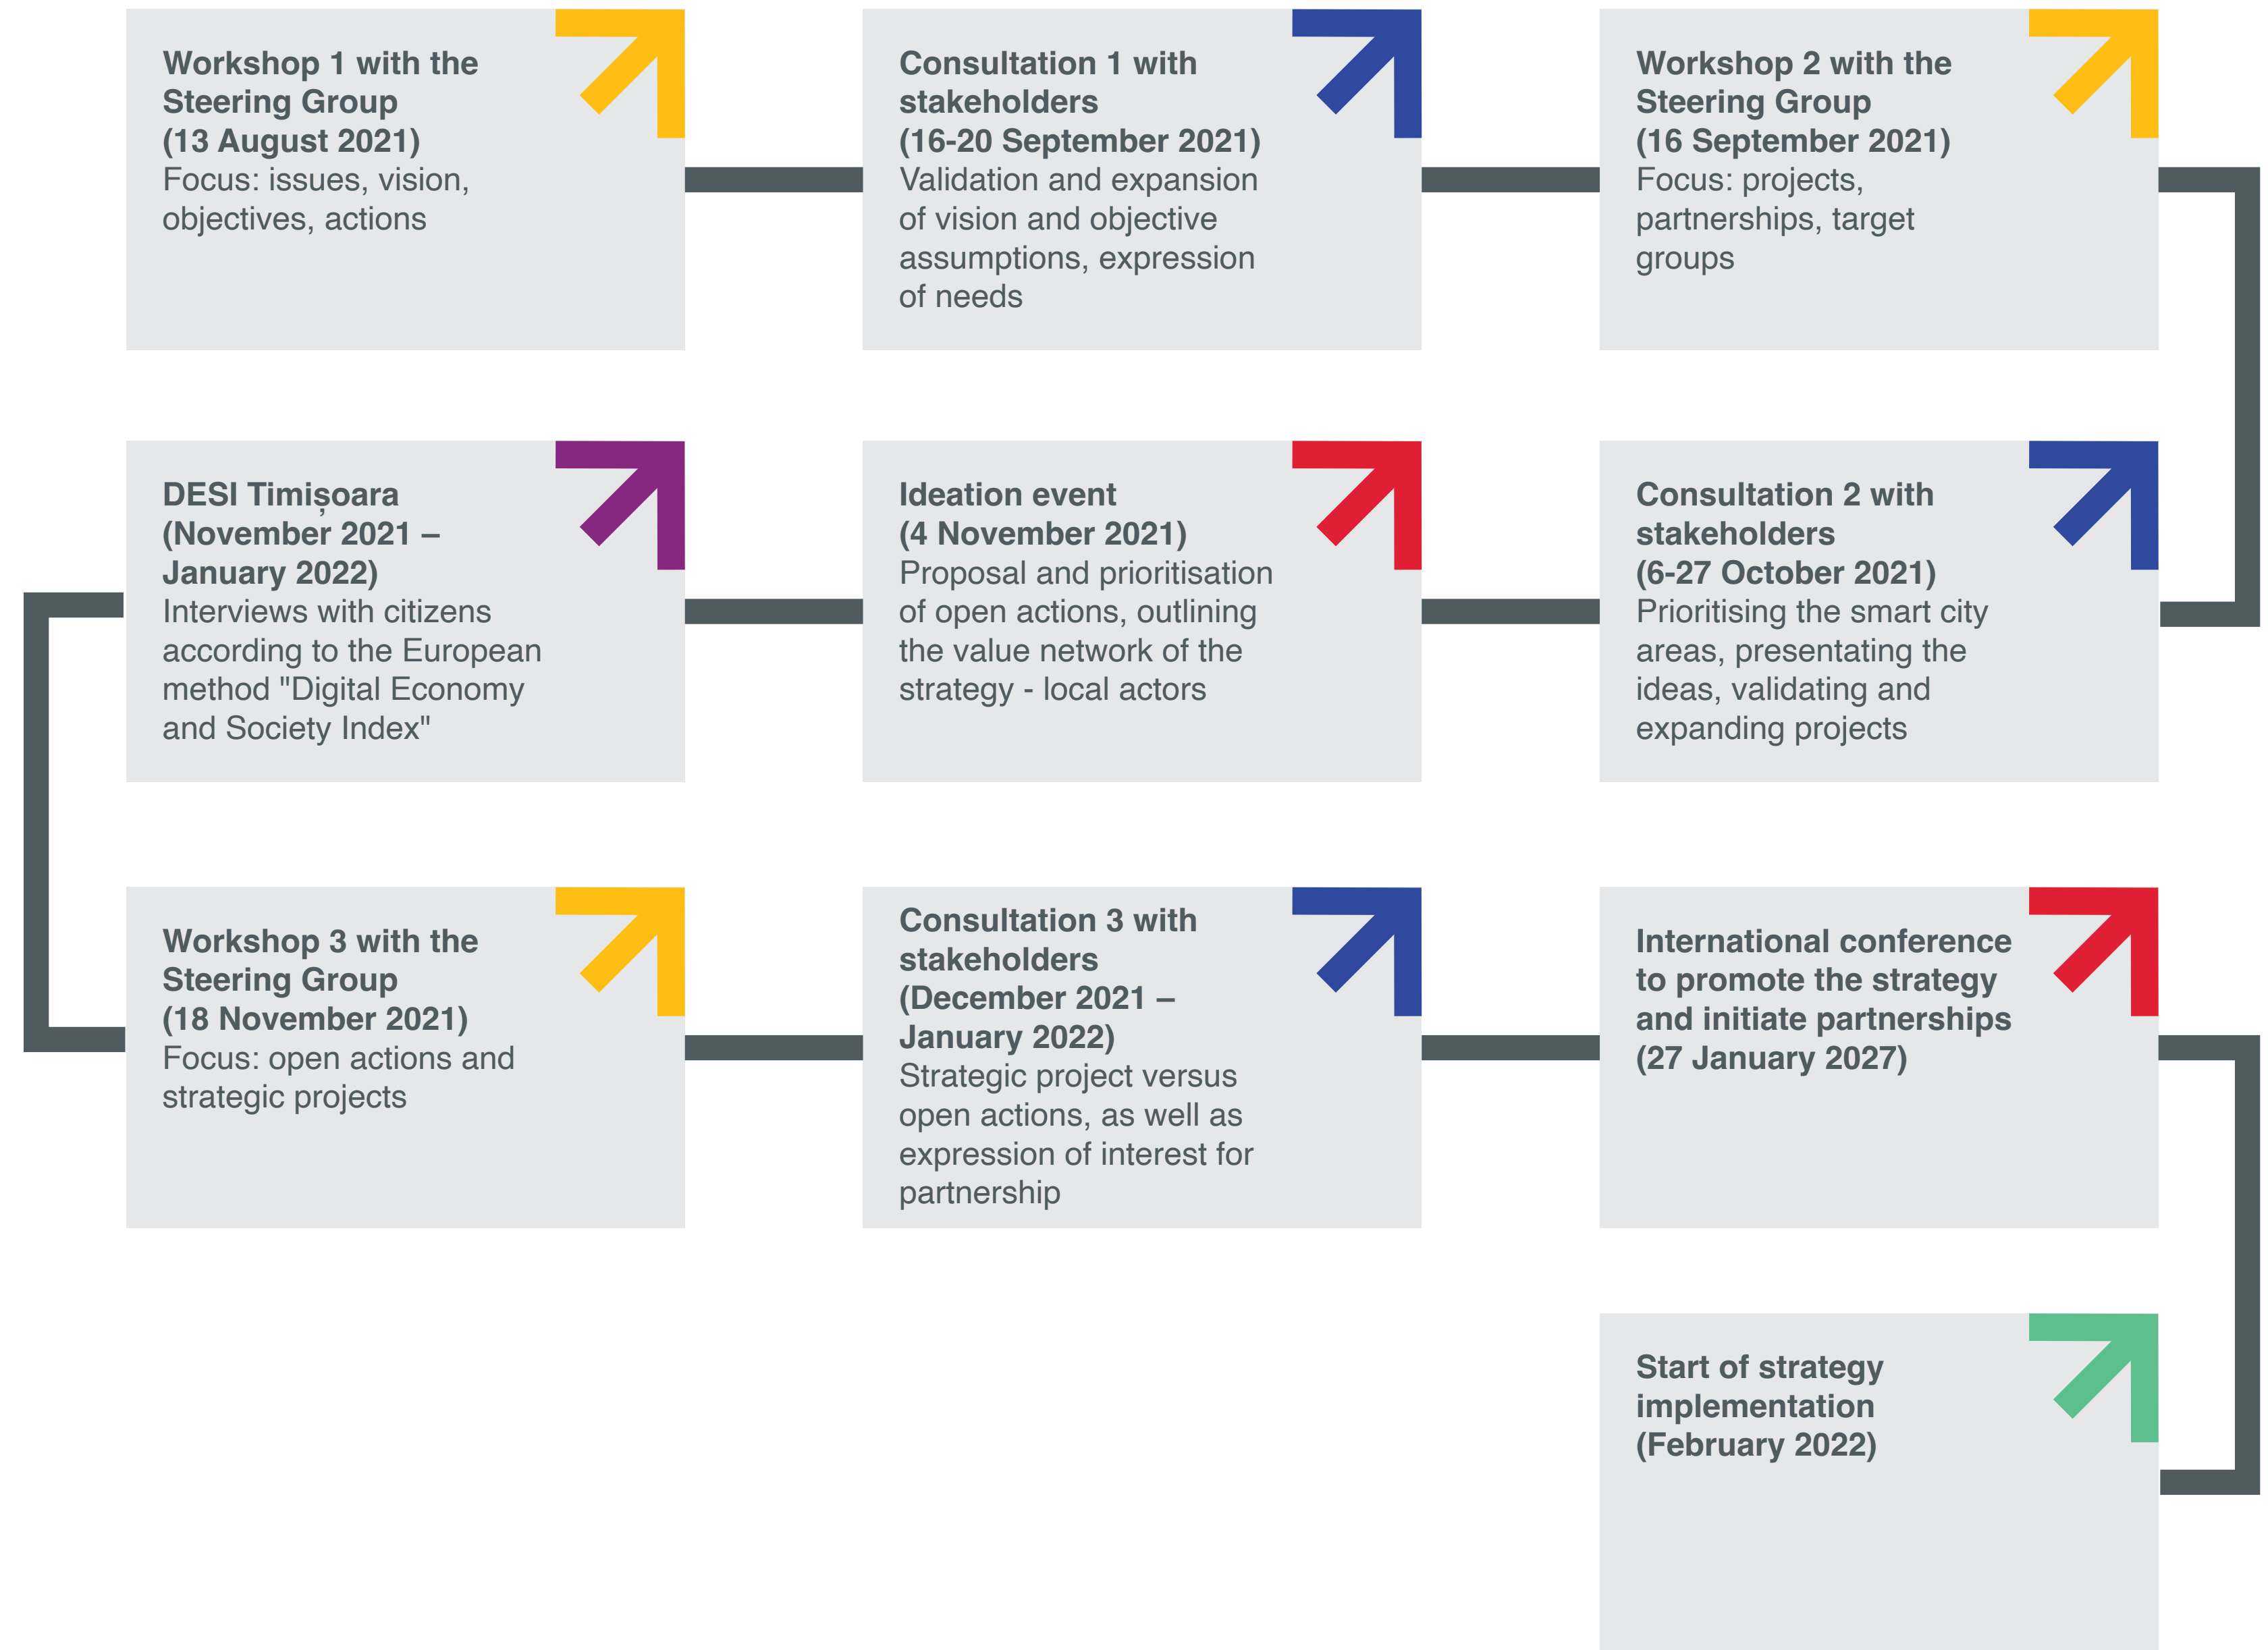 Workshop 1 with the
Steering Group
(13 August 2021)
Focus: issues, vision,
objectives, actions
Consultation 1 with
stakeholders
(16-20 September 2021)
Validation and expansion
of vision and objective
assumptions, expression
of needs
Workshop 2 with the
Steering Group
(16 September 2021)
Focus: projects,
partnerships, target
groups
Consultation 2 with
stakeholders
(6-27 October 2021)
Prioritising the smart city
areas, presentating the
ideas, validating and
expanding projects
Ideation event
(4 November 2021)
Proposal and prioritisation
of open actions, outlining
the value network of the
strategy - local actors
DESI Timișoara
(November 2021 –
January 2022)
Interviews with citizens
according to the European
method "Digital Economy
and Society Index"
Workshop 3 with the
Steering Group
(18 November 2021)
Focus: open actions and
strategic projects
Consultation 3 with
stakeholders
(December 2021 –
January 2022)
Strategic project versus
open actions, as well as
expression of interest for
partnership
International conference
to promote the strategy
and initiate partnerships
(27 January 2027)
Start of strategy
implementation
(February 2022)